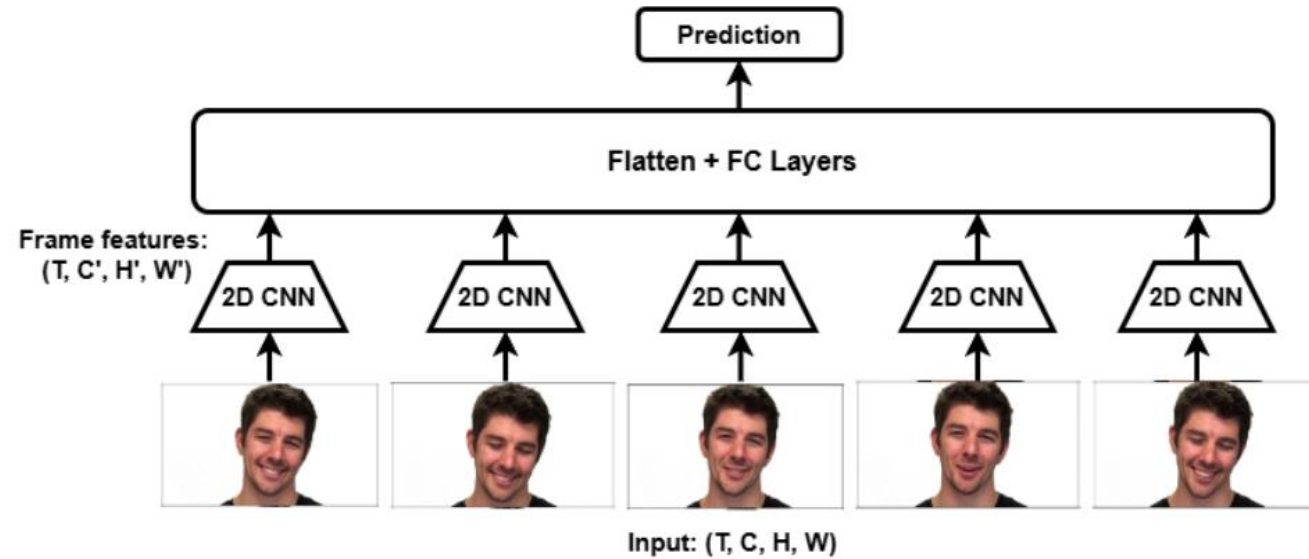 Prediction
Flatten + FC Layers
Frame features:
(T, C', H', W')
2D CNN
2D CNN
2D CNN
2D CNN
2D CNN
Input: (T, C, H, W)